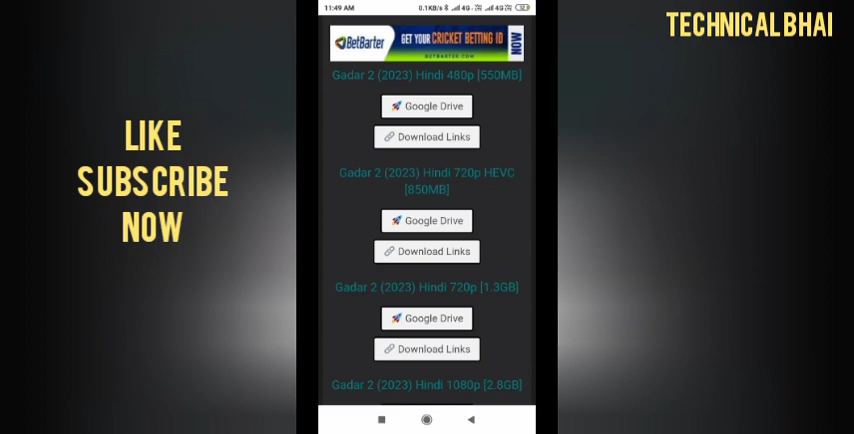 TECHNICAL BHAI
LIKE
SUBSCRIBE
NOW
11:49 AM
0.1KB/s 4G 4G
BetBarter GET YOUR CRICKET BETTING ID NOW
BETBARTER.COM
Gadar 2 (2023) Hindi 480p [550MB]
Google Drive
Download Links
Gadar 2 (2023) Hindi 720p HEVC
[850MB]
Google Drive
Download Links
Gadar 2 (2023) Hindi 720p [1.3GB]
Google Drive
Download Links
Gadar 2 (2023) Hindi 1080p [2.8GB]